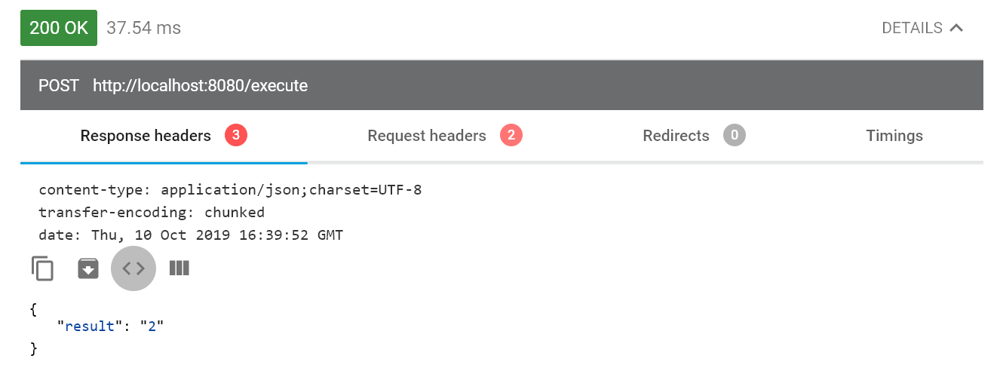 200 OK 37.54 ms DETAILS
POST http://localhost:8080/execute
Response headers 3 Request headers 2 Redirects 0 Timings
content-type: application/json;charset=UTF-8
transfer-encoding: chunked
date: Thu, 10 Oct 2019 16:39:52 GMT
{
"result": "2"
}